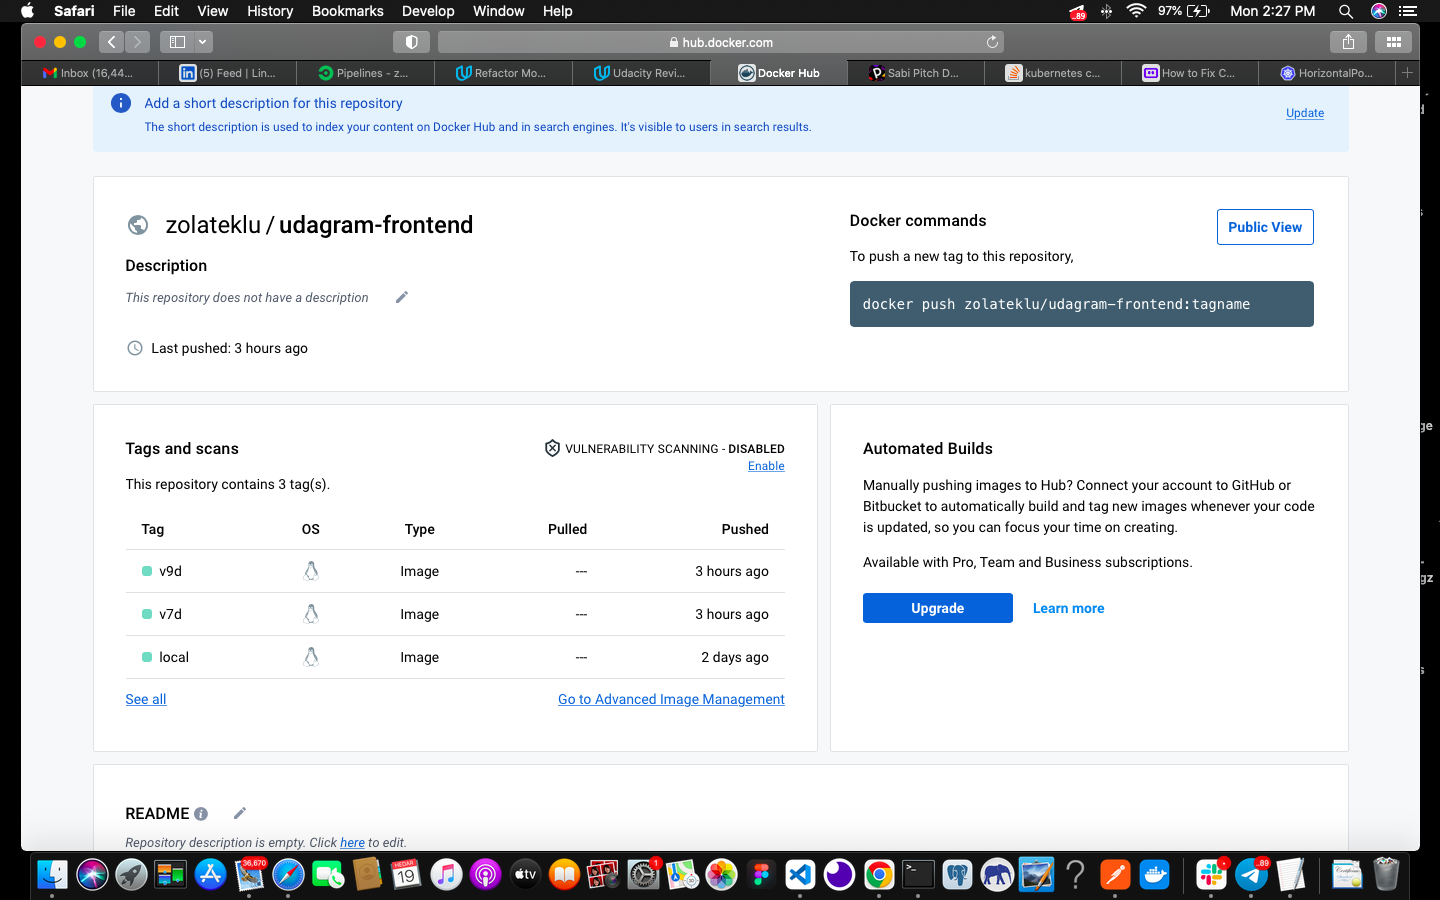 Safari File Edit View History Bookmarks Develop Window Help
..89 97% Mon 2:27 PM
hub.docker.com
Inbox (16,44...
in (5) Feed | Lin...
Pipelines - z...
Refactor Mo...
Udacity Revi...
Docker Hub
Sabi Pitch D...
kubernetes c...
How to Fix C...
HorizontalPo...
Add a short description for this repository
The short description is used to index your content on Docker Hub and in search engines. It's visible to users in search results.
Update
zolateklu / udagram-frontend
Description
This repository does not have a description
Last pushed: 3 hours ago
Docker commands
Public View
To push a new tag to this repository,
docker push zolateklu/udagram-frontend:tagname
Tags and scans
VULNERABILITY SCANNING - DISABLED
Enable
This repository contains 3 tag(s).
Tag OS Type Pulled Pushed
v9d Image --- 3 hours ago
v7d Image --- 3 hours ago
local Image --- 2 days ago
See all
Go to Advanced Image Management
Automated Builds
Manually pushing images to Hub? Connect your account to GitHub or
Bitbucket to automatically build and tag new images whenever your code
is updated, so you can focus your time on creating.
Available with Pro, Team and Business subscriptions.
Upgrade
Learn more
README
Repository description is empty. Click here to edit.
ge
gz
36,670
19
tv
1
..89